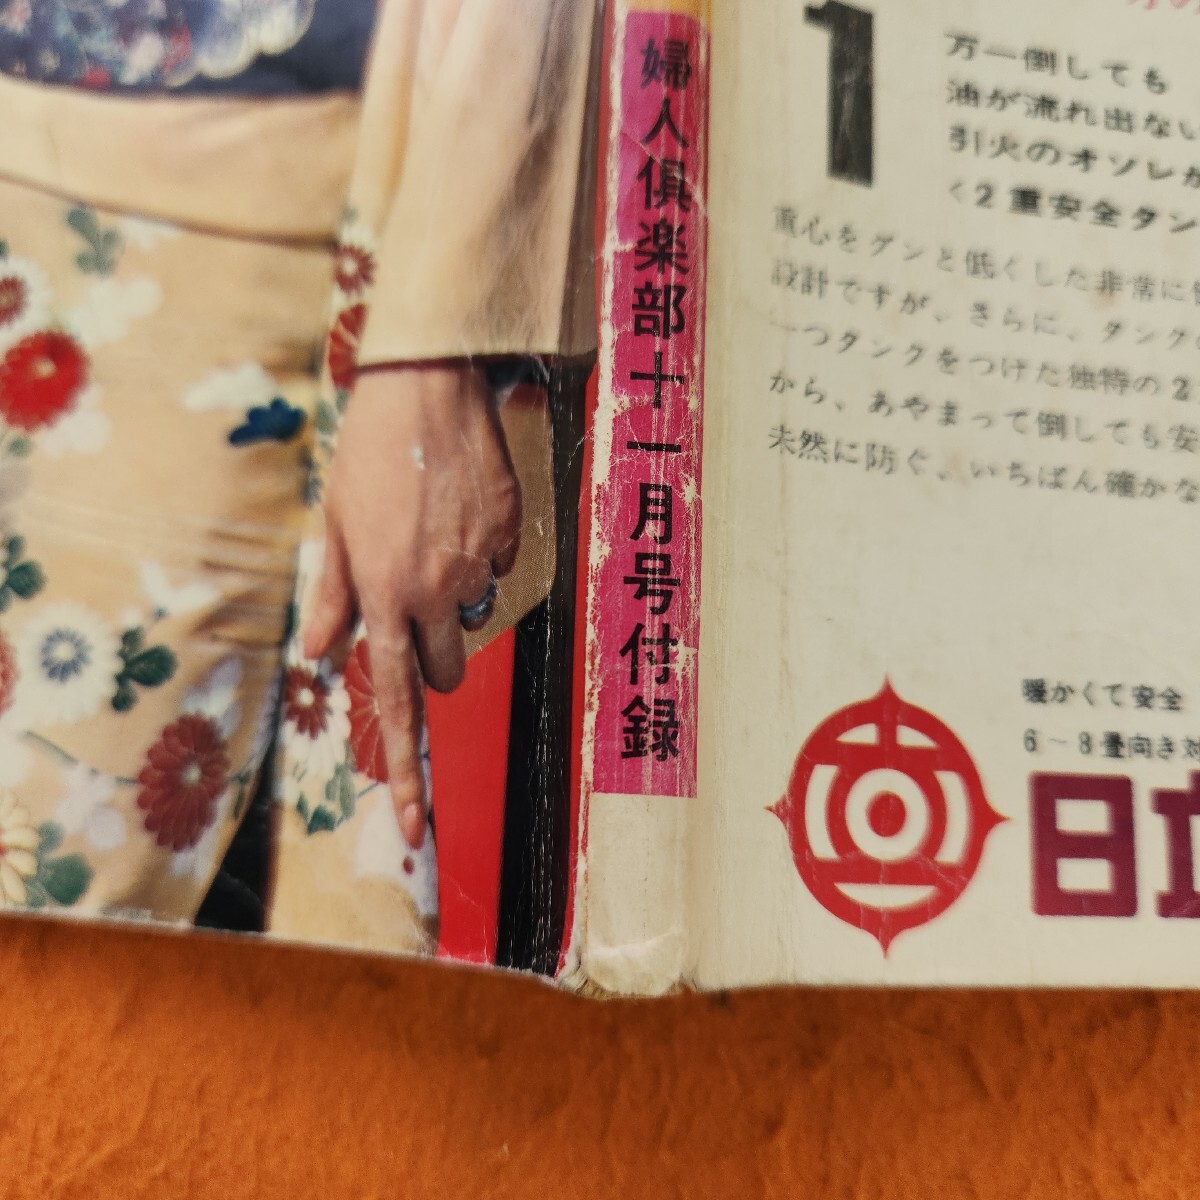 婦人倶楽部十一月号付録
1
万一倒しても
油が流れ出ない
引火のオソレが
〈2重安全タン
重心をグンと低くした非常に
設計ですが、さらに、タンク
一つタンクをつけた独特の2
から、あやまって倒しても安
未然に防ぐ、いちばん確かな
暖かくて安全
6-8畳向き対
日立